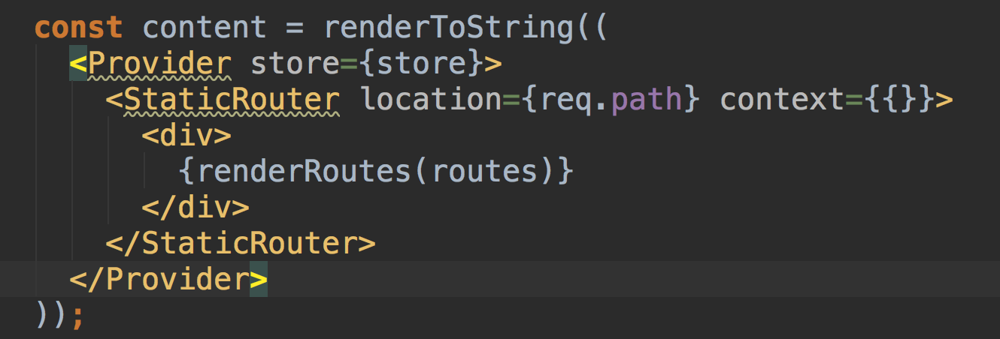 const content = renderToString((
  <Provider store={store}>
    <StaticRouter location={req.path} context={{}}>
      <div>
        {renderRoutes(routes)}
      </div>
    </StaticRouter>
  </Provider>
));